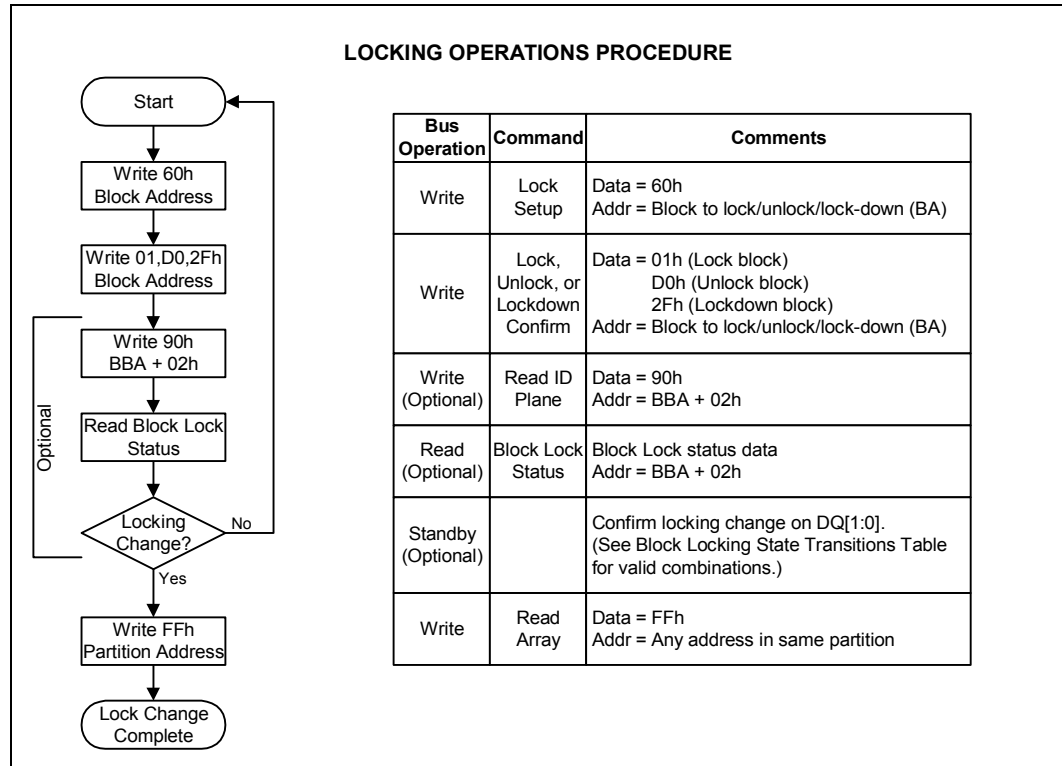 LOCKING OPERATIONS PROCEDURE
Start
Write 60h
Block Address
Write 01,D0,2Fh
Block Address
Optional
Write 90h
BBA + 02h
Read Block Lock
Status
Locking
Change?
No
Yes
Write FFh
Partition Address
Lock Change
Complete
Bus
Operation
Command
Comments
Write
Lock
Setup
Data = 60h
Addr = Block to lock/unlock/lock-down (BA)
Write
Lock,
Unlock, or
Lockdown
Confirm
Data = 01h (Lock block)
D0h (Unlock block)
2Fh (Lockdown block)
Addr = Block to lock/unlock/lock-down (BA)
Write
(Optional)
Read ID
Plane
Data = 90h
Addr = BBA + 02h
Read
(Optional)
Block Lock
Status
Block Lock status data
Addr = BBA + 02h
Standby
(Optional)
Confirm locking change on DQ[1:0].
(See Block Locking State Transitions Table
for valid combinations.)
Write
Read
Array
Data = FFh
Addr = Any address in same partition